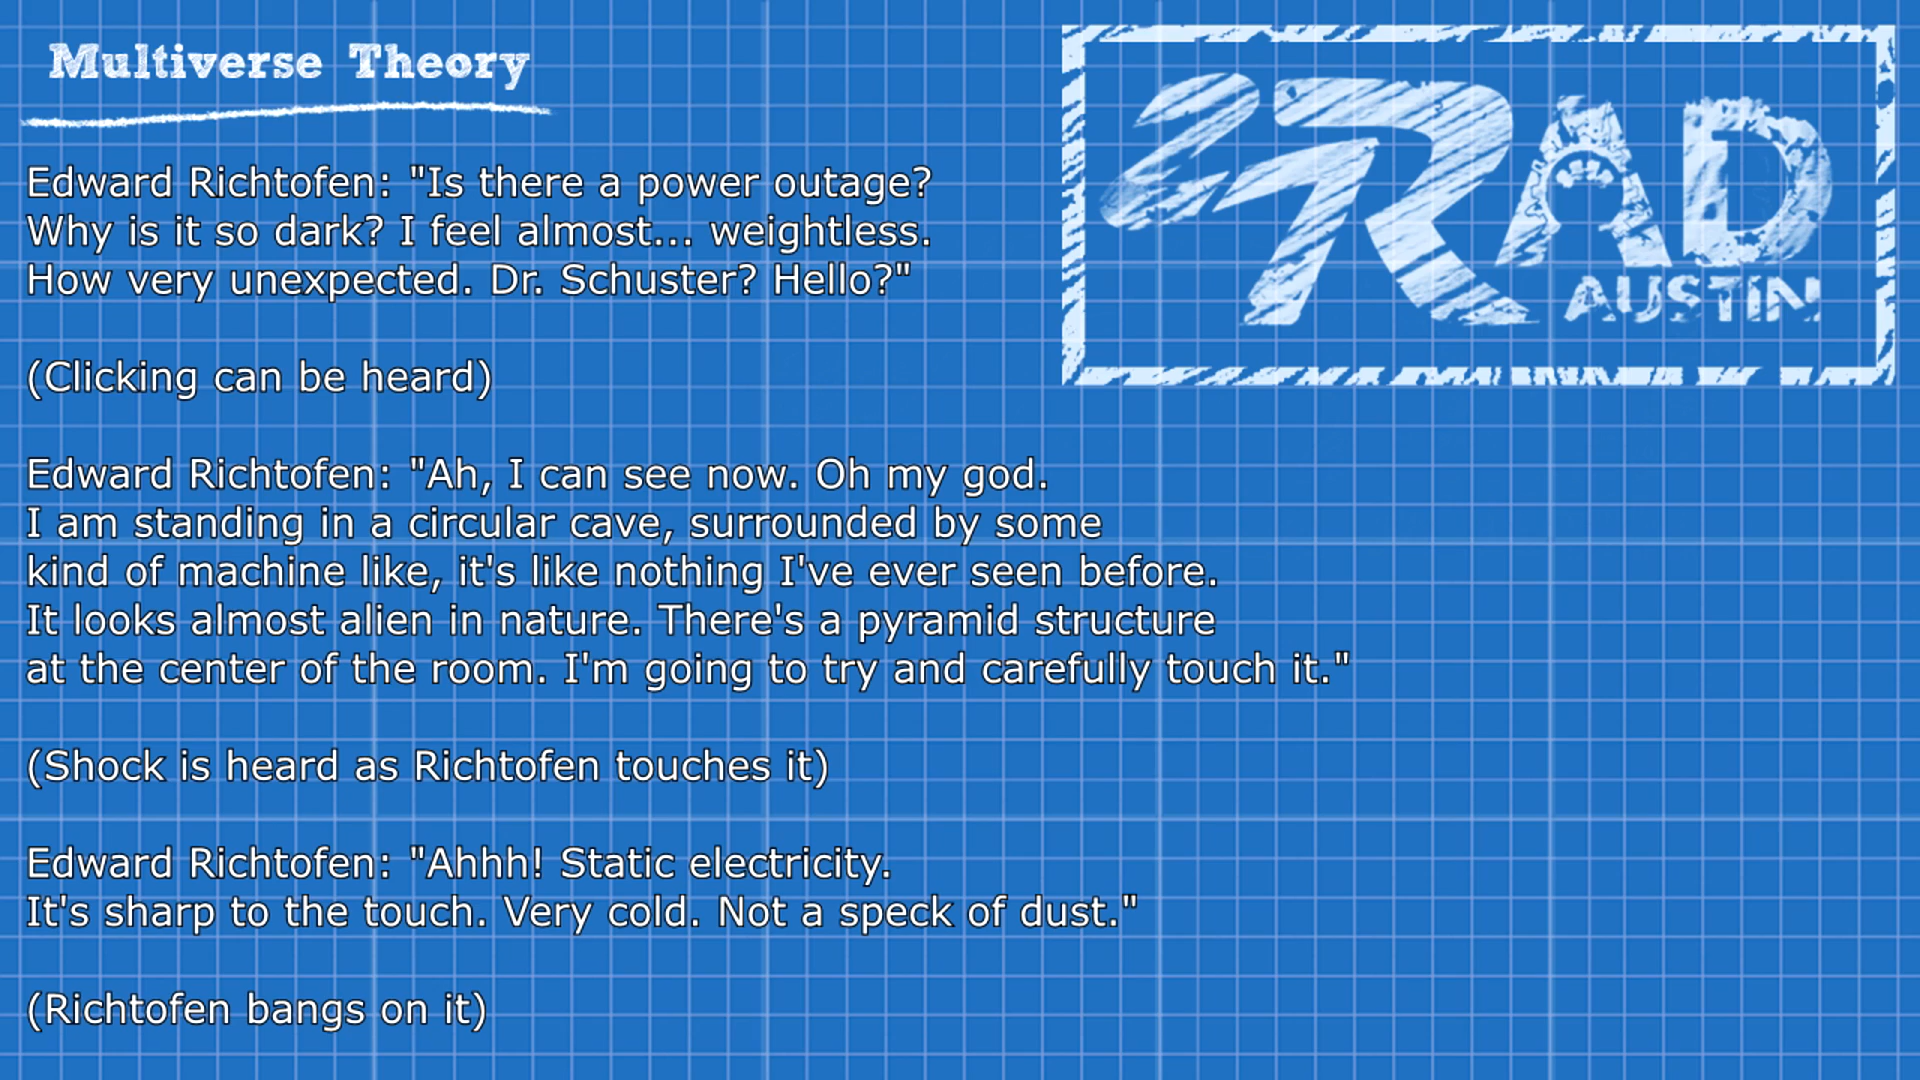 Multiverse Theory
RAD
AUSTIN
Edward Richtofen: "Is there a power outage?
Why is it so dark? I feel almost... weightless.
How very unexpected. Dr. Schuster? Hello?"
(Clicking can be heard)
Edward Richtofen: "Ah, I can see now. Oh my god.
I am standing in a circular cave, surrounded by some
kind of machine like, it's like nothing I've ever seen before.
It looks almost alien in nature. There's a pyramid structure
at the center of the room. I'm going to try and carefully touch it."
(Shock is heard as Richtofen touches it)
Edward Richtofen: "Ahhh! Static electricity.
It's sharp to the touch. Very cold. Not a speck of dust."
(Richtofen bangs on it)